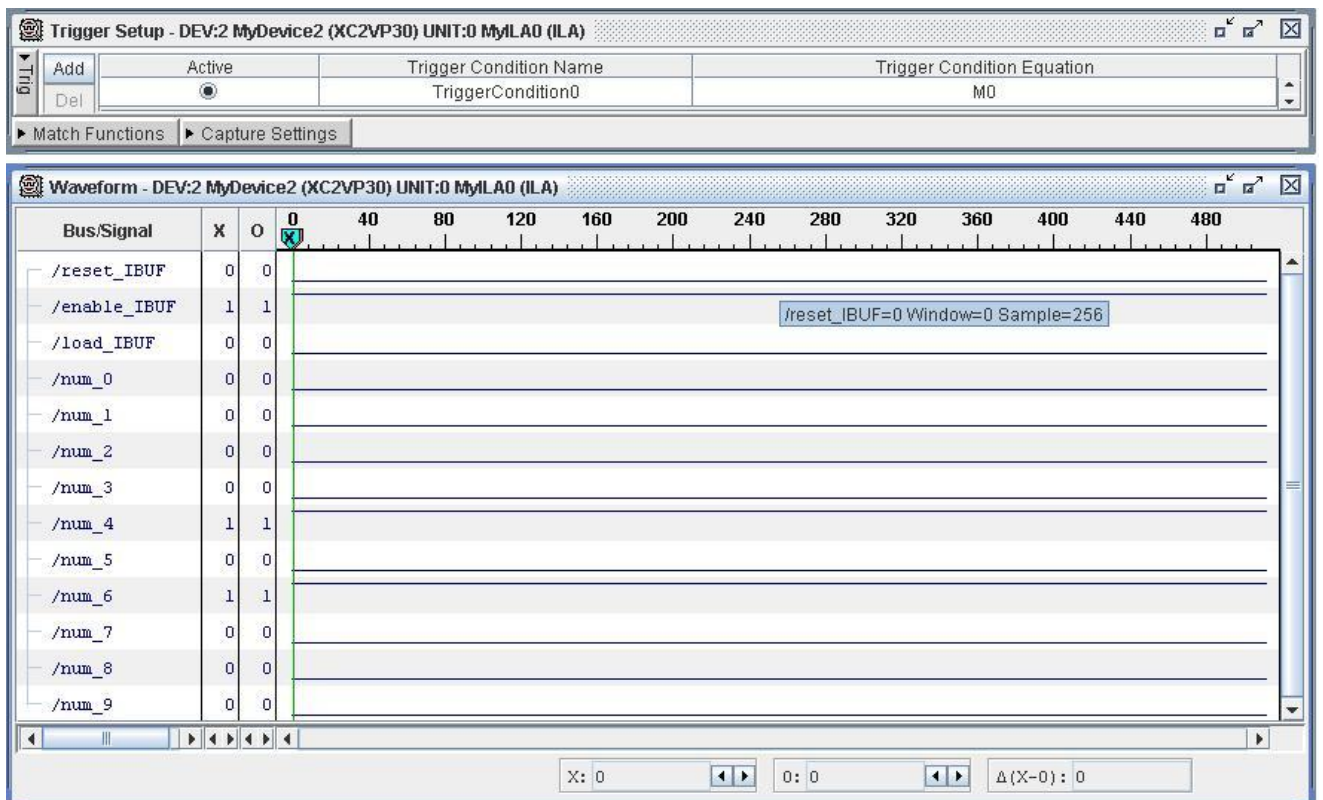 Trigger Setup - DEV:2 MyDevice2 (XC2VP30) UNIT:0 MyILA0 (ILA)
Trig
Add Active Trigger Condition Name Trigger Condition Equation
Del TriggerCondition0 M0
Match Functions Capture Settings
Waveform - DEV:2 MyDevice2 (XC2VP30) UNIT:0 MyILA0 (ILA)
Bus/Signal X O 0 40 80 120 160 200 240 280 320 360 400 440 480
X
/reset_IBUF 0 0
/enable_IBUF 1 1
/reset_IBUF=0 Window=0 Sample=256
/load_IBUF 0 0
/num_0 0 0
/num_1 0 0
/num_2 0 0
/num_3 0 0
/num_4 1 1
/num_5 0 0
/num_6 1 1
/num_7 0 0
/num_8 0 0
/num_9 0 0
X: 0 O: 0 Δ(X-O): 0